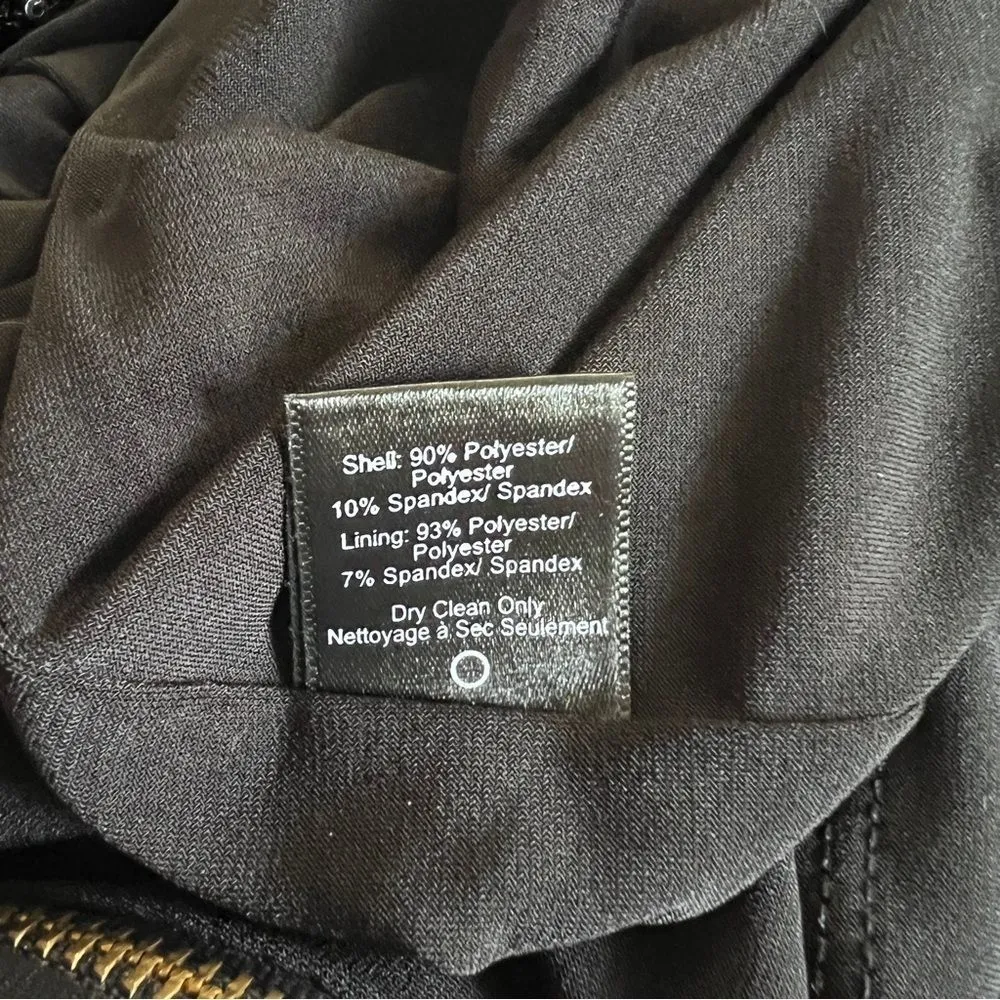 Shell: 90% Polyester/
Polyester
10% Spandex/ Spandex
Lining: 93% Polyester/
Polyester
7% Spandex/ Spandex
Dry Clean Only
Nettoyage à Sec Seulement